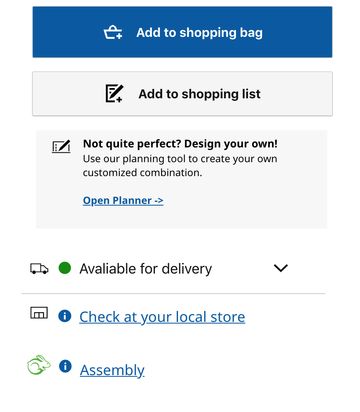 Add to shopping bag
Add to shopping list
Not quite perfect? Design your own!
Use our planning tool to create your own
customized combination.
Open Planner ->
Avaliable for delivery
Check at your local store
Assembly